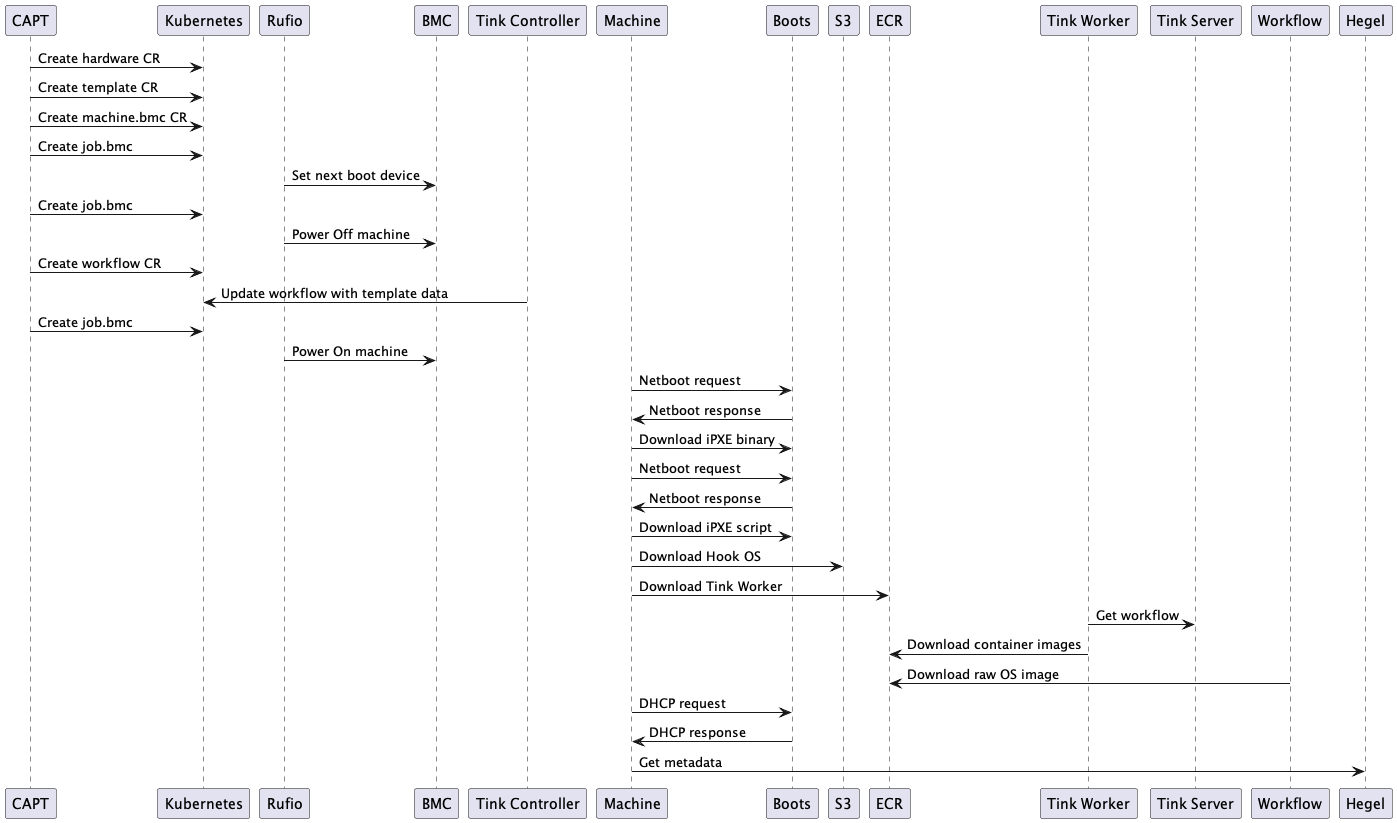 CAPT Kubernetes Rufio BMC Tink Controller Machine Boots S3 ECR Tink Worker Tink Server Workflow Hegel
Create hardware CR
Create template CR
Create machine.bmc CR
Create job.bmc
Set next boot device
Create job.bmc
Power Off machine
Create workflow CR
Update workflow with template data
Create job.bmc
Power On machine
Netboot request
Netboot response
Download iPXE binary
Netboot request
Netboot response
Download iPXE script
Download Hook OS
Download Tink Worker
Get workflow
Download container images
Download raw OS image
DHCP request
DHCP response
Get metadata
CAPT Kubernetes Rufio BMC Tink Controller Machine Boots S3 ECR Tink Worker Tink Server Workflow Hegel